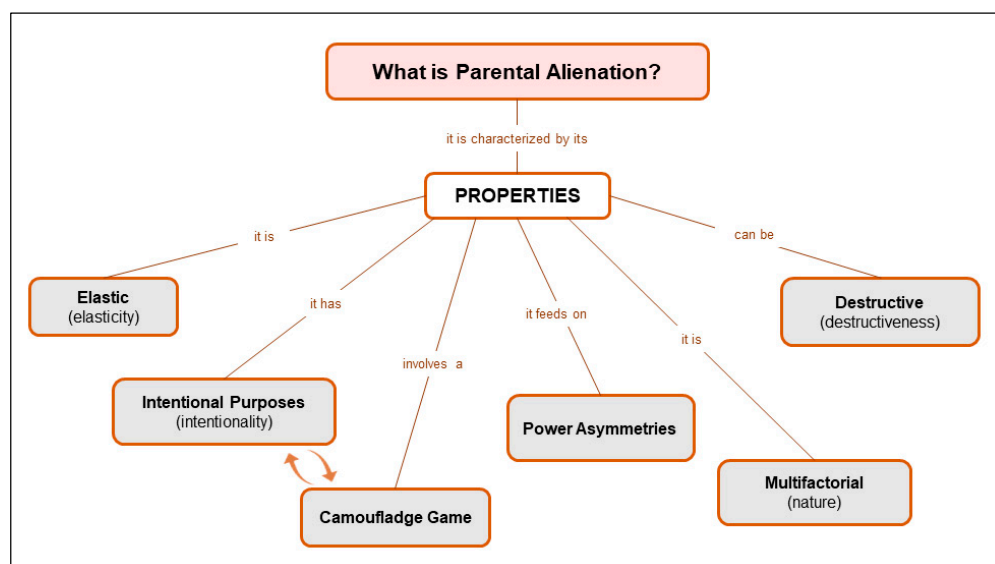 What is Parental Alienation?
it is characterized by its
PROPERTIES
it is
can be
Elastic
(elasticity)
it has
Destructive
(destructiveness)
it feeds on
it is
involves a
Intentional Purposes
(intentionality)
Power Asymmetries
Multifactorial
(nature)
Camoufladge Game